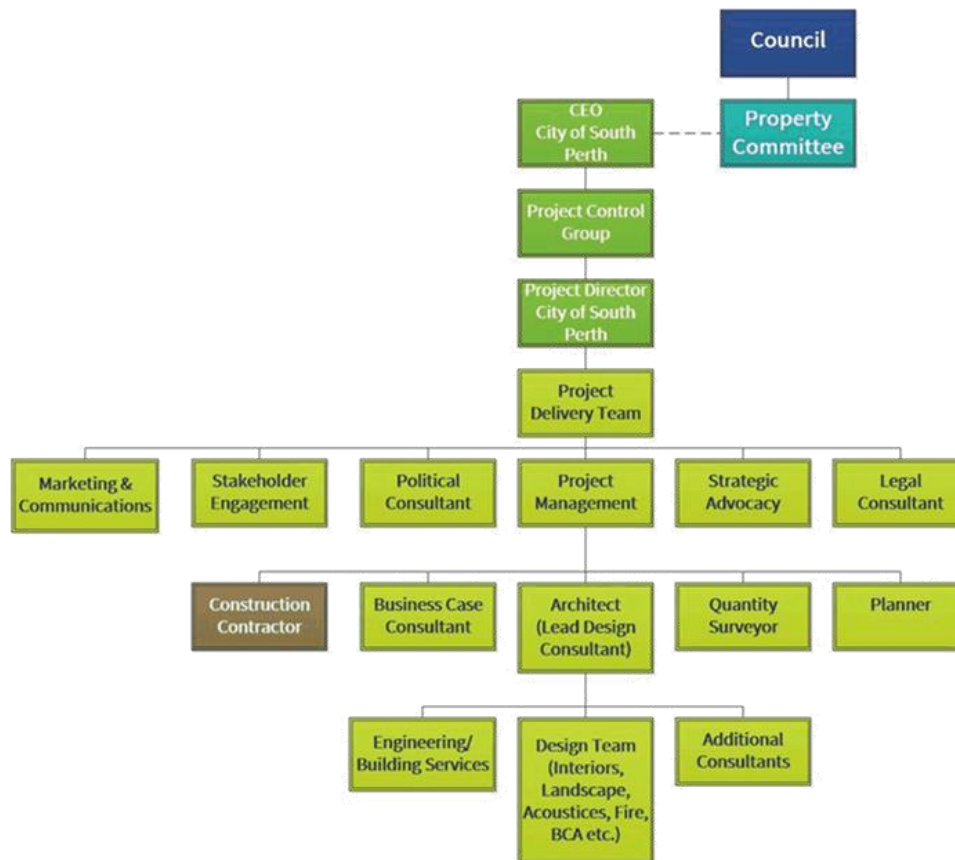 Council
CEO
City of South
Perth
Property
Committee
Project Control
Group
Project Director
City of South
Perth
Project
Delivery Team
Marketing &
Communications
Stakeholder
Engagement
Political
Consultant
Project
Management
Strategic
Advocacy
Legal
Consultant
Construction
Contractor
Business Case
Consultant
Architect
(Lead Design
Consultant)
Quantity
Surveyor
Planner
Engineering/
Building Services
Design Team
(Interiors,
Landscape,
Acoustices, Fire,
BCA etc.)
Additional
Consultants